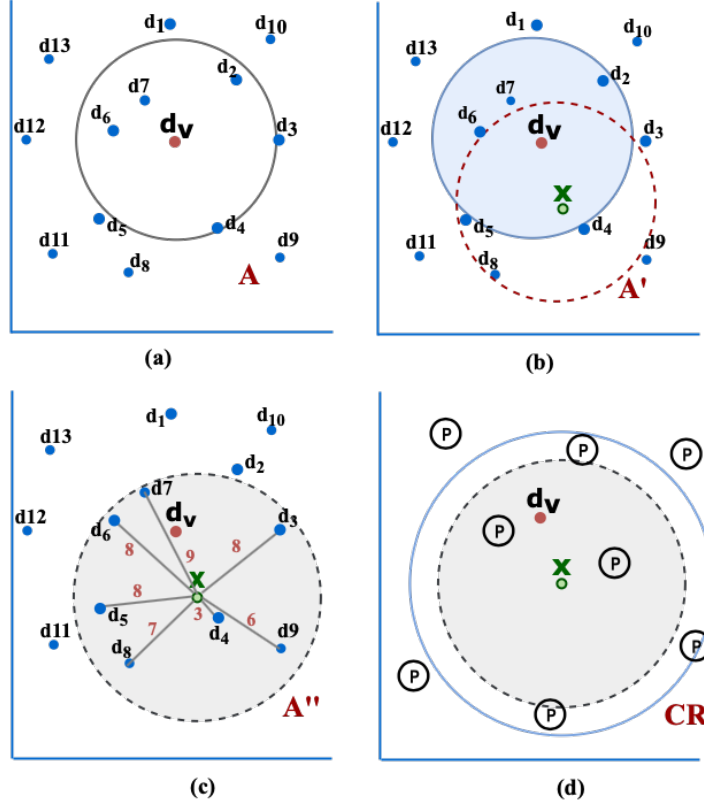 d1
d10
d13
d2
d7
d6
dv
d3
d12
d5
d4
d11
d8
d9
A
(a)
d1
d10
d13
d2
d7
d6
dv
d3
d12
X
d5
d4
d11
d8
d9
A'
(b)
d1
d10
d13
d2
d7
dv
d3
d12
d6
8
9
8
X
8
3
6
d5
d4
d11
7
d8
d9
A"
(c)
P
P
P
dv
P
X
P
P
P
P
CR
(d)